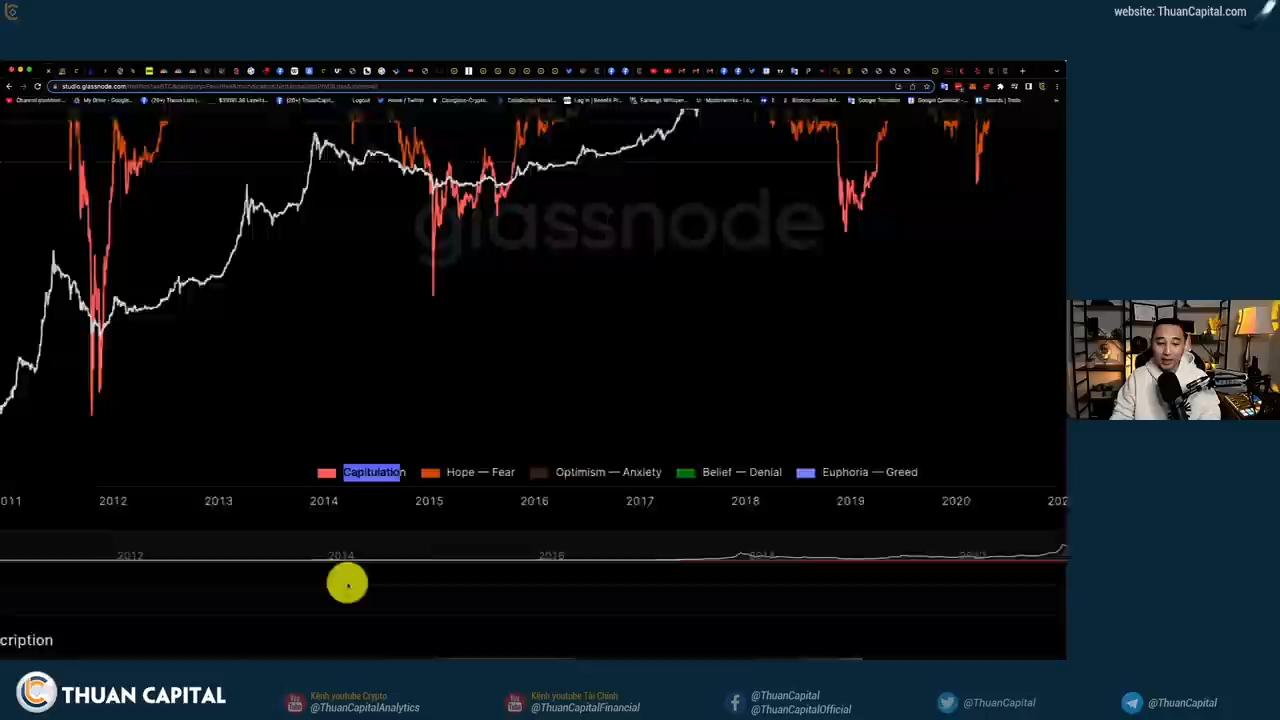 website: ThuanCapital.com
studio.glassnode.com
glassnode
Capitulation
Hope — Fear
Optimism — Anxiety
Belief — Denial
Euphoria — Greed
011 2012 2013 2014 2015 2016 2017 2018 2019 2020 202
2012 2014 2016 2018
cription
THUAN CAPITAL
Kênh youtube Crypto
@ThuanCapitalAnalytics
Kênh youtube Tài Chính
@ThuanCapitalFinancial
@ThuanCapital
@ThuanCapitalOfficial
@ThuanCapital
@ThuanCapital